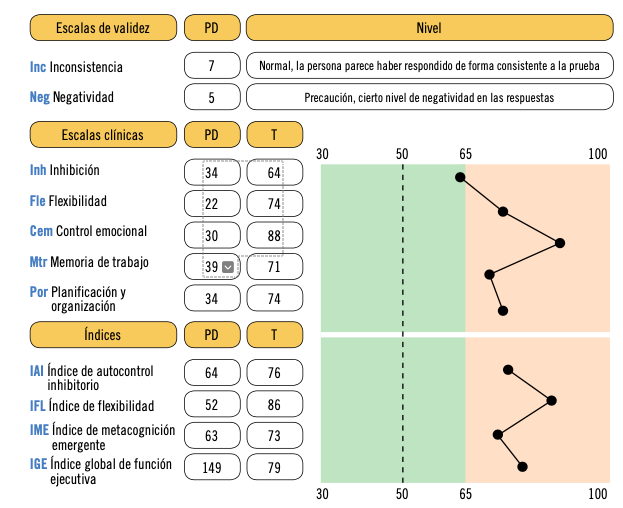 Escalas de validez PD Nivel
Inc Inconsistencia 7 Normal, la persona parece haber respondido de forma consistente a la prueba
Neg Negatividad 5 Precaución, cierto nivel de negatividad en las respuestas
Escalas clínicas PD T
30 50 65 100
Inh Inhibición 34 64
Fle Flexibilidad 22 74
Cem Control emocional 30 88
Mtr Memoria de trabajo 39 71
Por Planificación y
organización 34 74
Índices PD T
IAI Índice de autocontrol
inhibitorio 64 76
IFL Índice de flexibilidad 52 86
IME Índice de metacognición
emergente 63 73
IGE Índice global de función
ejecutiva 149 79
30 50 65 100